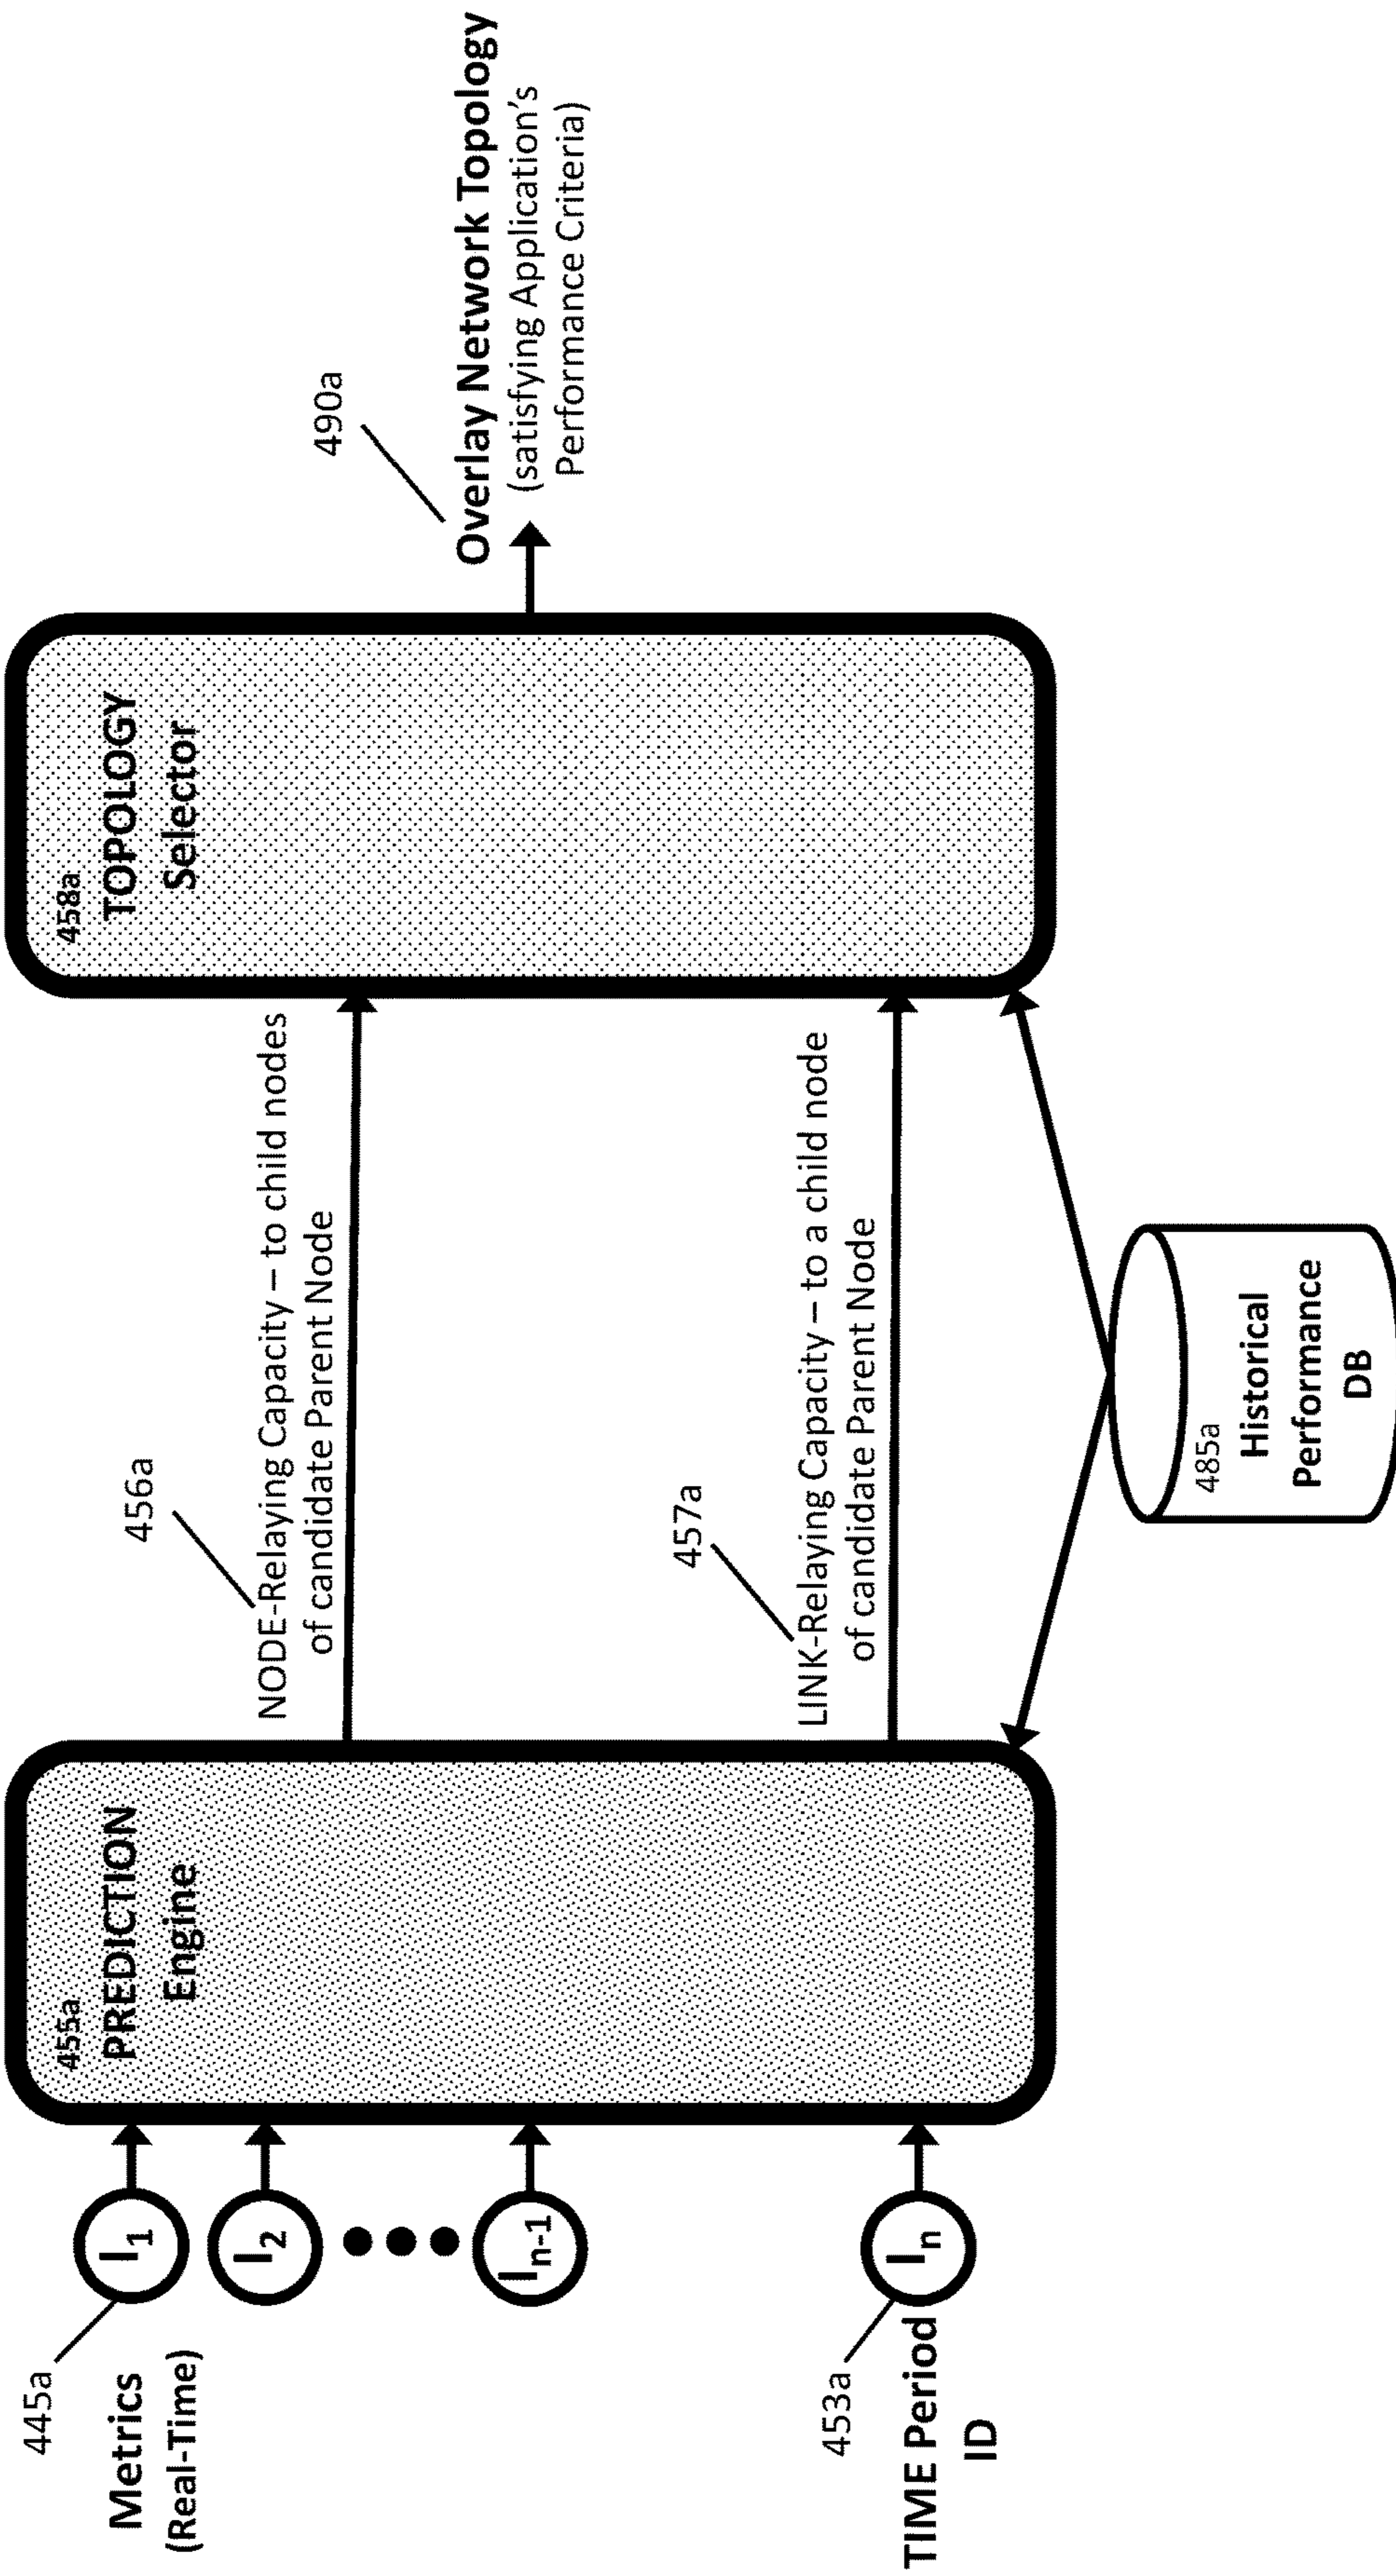 445a
Metrics
(Real-Time)
I1
I2
In-1
453a
TIME Period
ID
In
455a
PREDICTION
Engine
456a
NODE-Relaying Capacity – to child nodes
of candidate Parent Node
457a
LINK-Relaying Capacity – to a child node
of candidate Parent Node
485a
Historical
Performance
DB
458a
TOPOLOGY
Selector
490a
Overlay Network Topology
(satisfying Application's
Performance Criteria)